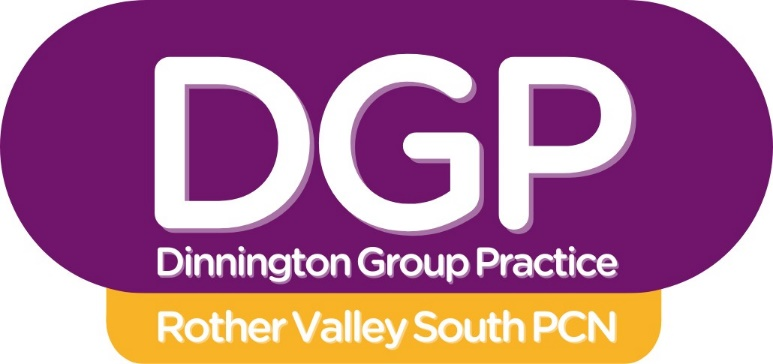 DGP
Dinnington Group Practice
Rother Valley South PCN